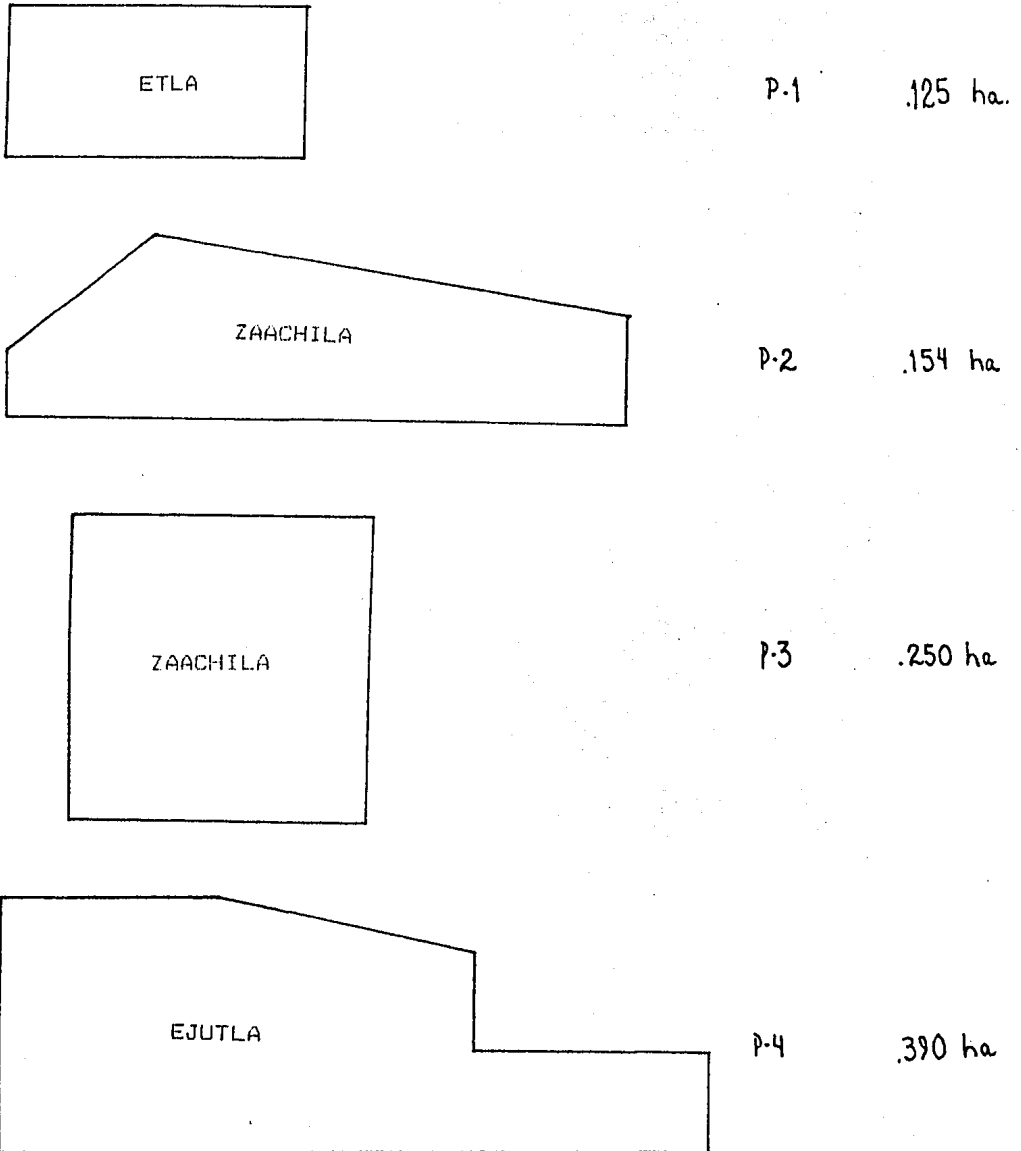 ETLA P.1 .125 ha.
ZAACHILA P.2 .154 ha
ZAACHILA P.3 .250 ha
EJUTLA P.4 .390 ha